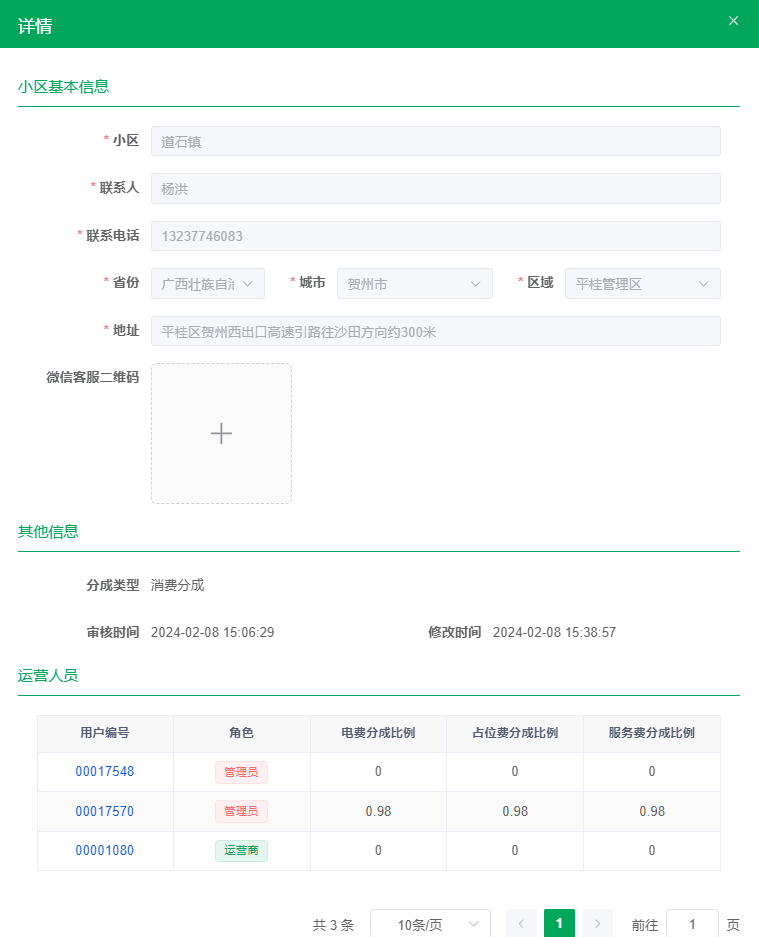 详情
小区基本信息
* 小区 道石镇
* 联系人 杨洪
* 联系电话 13237746083
* 省份 广西壮族自治 * 城市 贺州市 * 区域 平桂管理区
* 地址 平桂区贺州西出口高速引路往沙田方向约300米
微信客服二维码
其他信息
分成类型 消费分成
审核时间 2024-02-08 15:06:29 修改时间 2024-02-08 15:38:57
运营人员
用户编号 角色 电费分成比例 占位费分成比例 服务费分成比例
00017548 管理员 0 0 0
00017570 管理员 0.98 0.98 0.98
00001080 运营商 0 0 0
共 3 条 10条/页 1 前往 1 页